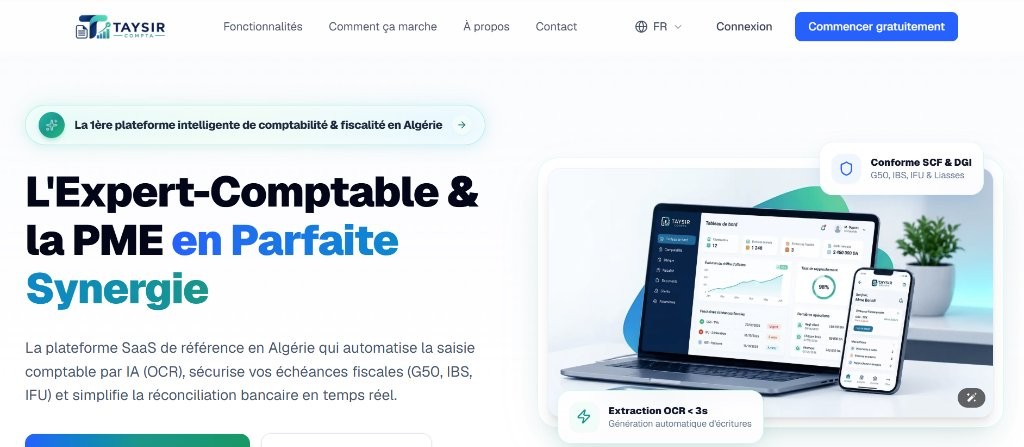 TAYSIR
COMPTA
Fonctionnalités
Comment ça marche
À propos
Contact
FR
Connexion
Commencer gratuitement
La 1ère plateforme intelligente de comptabilité & fiscalité en Algérie
L'Expert-Comptable &
la PME en Parfaite
Synergie
La plateforme SaaS de référence en Algérie qui automatise la saisie
comptable par IA (OCR), sécurise vos échéances fiscales (G50, IBS,
IFU) et simplifie la réconciliation bancaire en temps réel.
Conforme SCF & DGI
G50, IBS, IFU & Liasses
TAYSIR
Tableau de bord
98%
TAYSIR
Extraction OCR < 3s
Génération automatique d'écritures